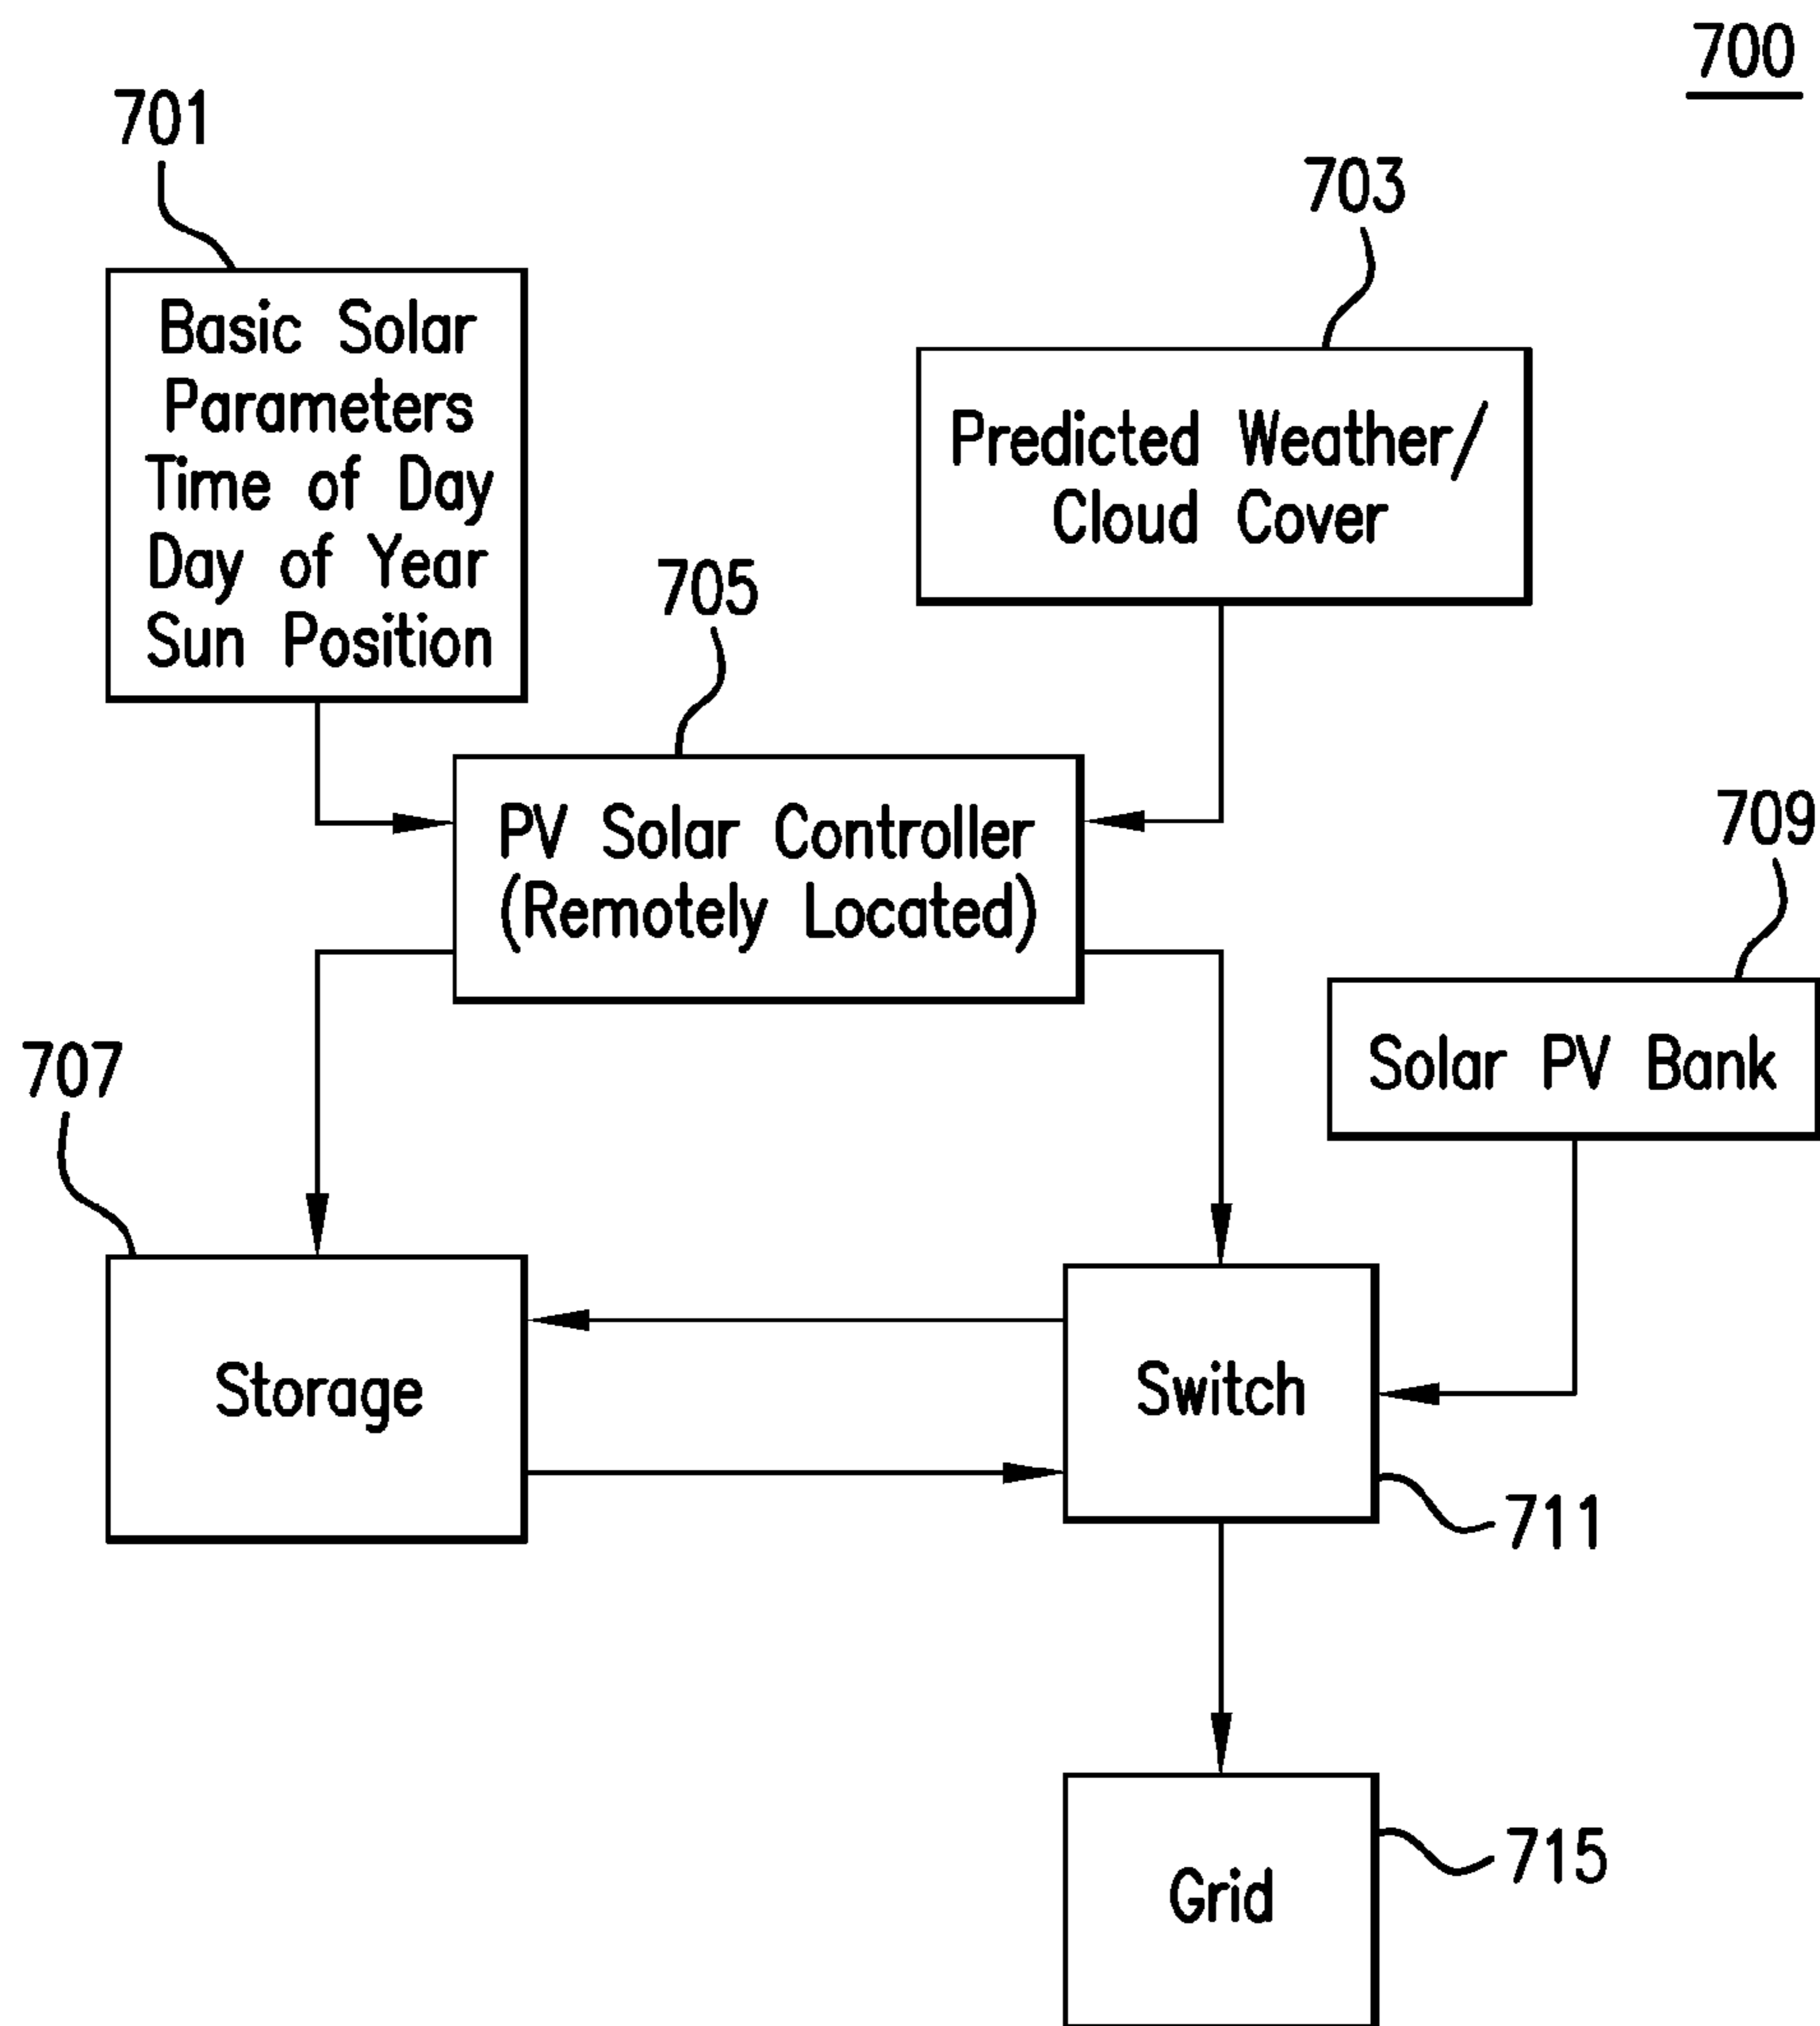 700
701
703
Basic Solar
Parameters
Time of Day
Day of Year
Sun Position
Predicted Weather/
Cloud Cover
705
PV Solar Controller
(Remotely Located)
709
Solar PV Bank
707
Storage
Switch
711
715
Grid